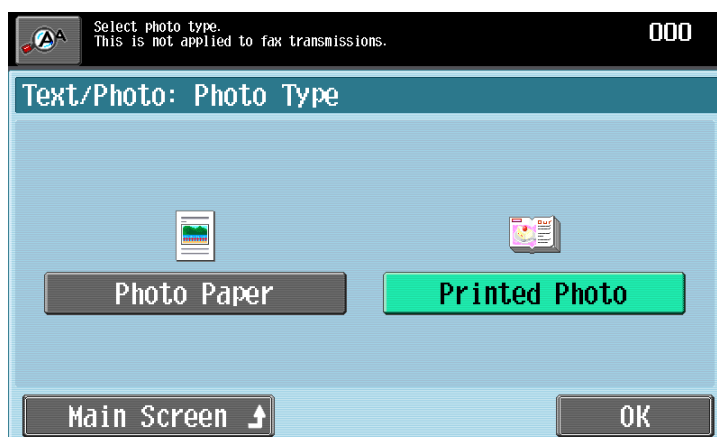 Select photo type.
This is not applied to fax transmissions.
000
Text/Photo: Photo Type
Photo Paper
Printed Photo
Main Screen
OK